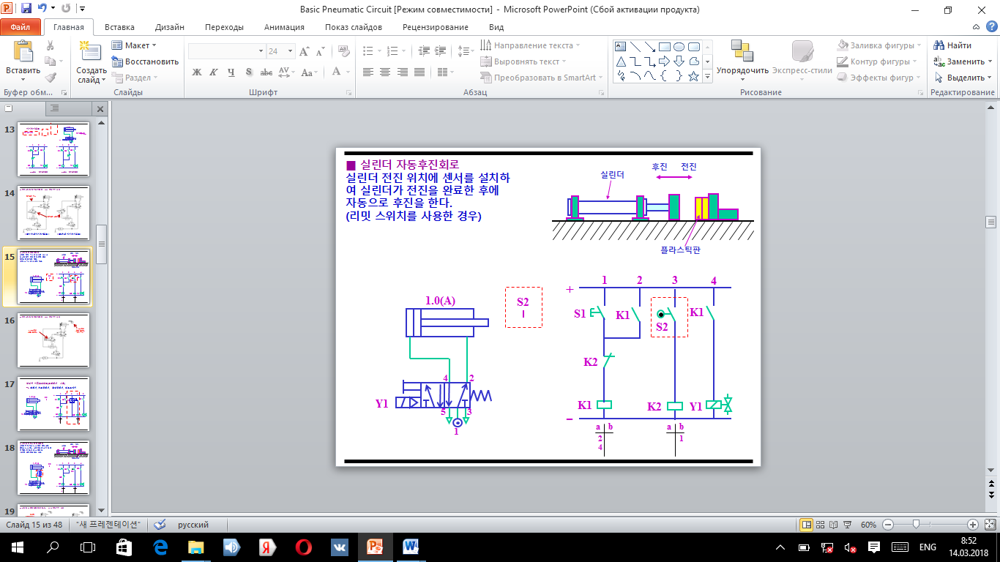 Basic Pneumatic Circuit [Режим совместимости] - Microsoft PowerPoint (Сбой активации продукта)
Файл Главная Вставка Дизайн Переходы Анимация Показ слайдов Рецензирование Вид
Вставить
Создать слайд
Макет
Восстановить
Раздел
24
Ж К Ч S abc AV Aa А
Направление текста
Выровнять текст
Преобразовать в SmartArt
Упорядочить
Экспресс-стили
Заливка фигуры
Контур фигуры
Эффекты фигур
Найти
Заменить
Выделить
Буфер обм... Слайды Шрифт Абзац Рисование Редактирование
13
14
15
16
17
18
19
■ 실린더 자동후진회로
실린더 전진 위치에 센서를 설치하
여 실린더가 전진을 완료한 후에
자동으로 후진을 한다.
(리밋 스위치를 사용한 경우)
후진 전진
실린더
플라스틱판
1.0(A)
S2
4 2
Y1
5 3
1
1 2 3 4
+
S1 K1 S2 K1
K2
K1 K2 Y1
−
a b a b
2 1
4
Слайд 15 из 48 "새 프레젠테이션" русский 60%
ENG 8:52
14.03.2018